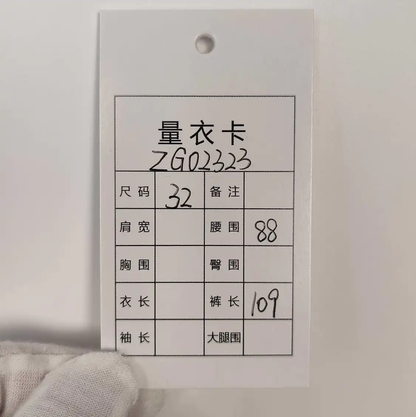 量衣卡
ZG02323
尺码 32 备注
肩宽 腰围 88
胸围 臀围
衣长 裤长 109
袖长 大腿围